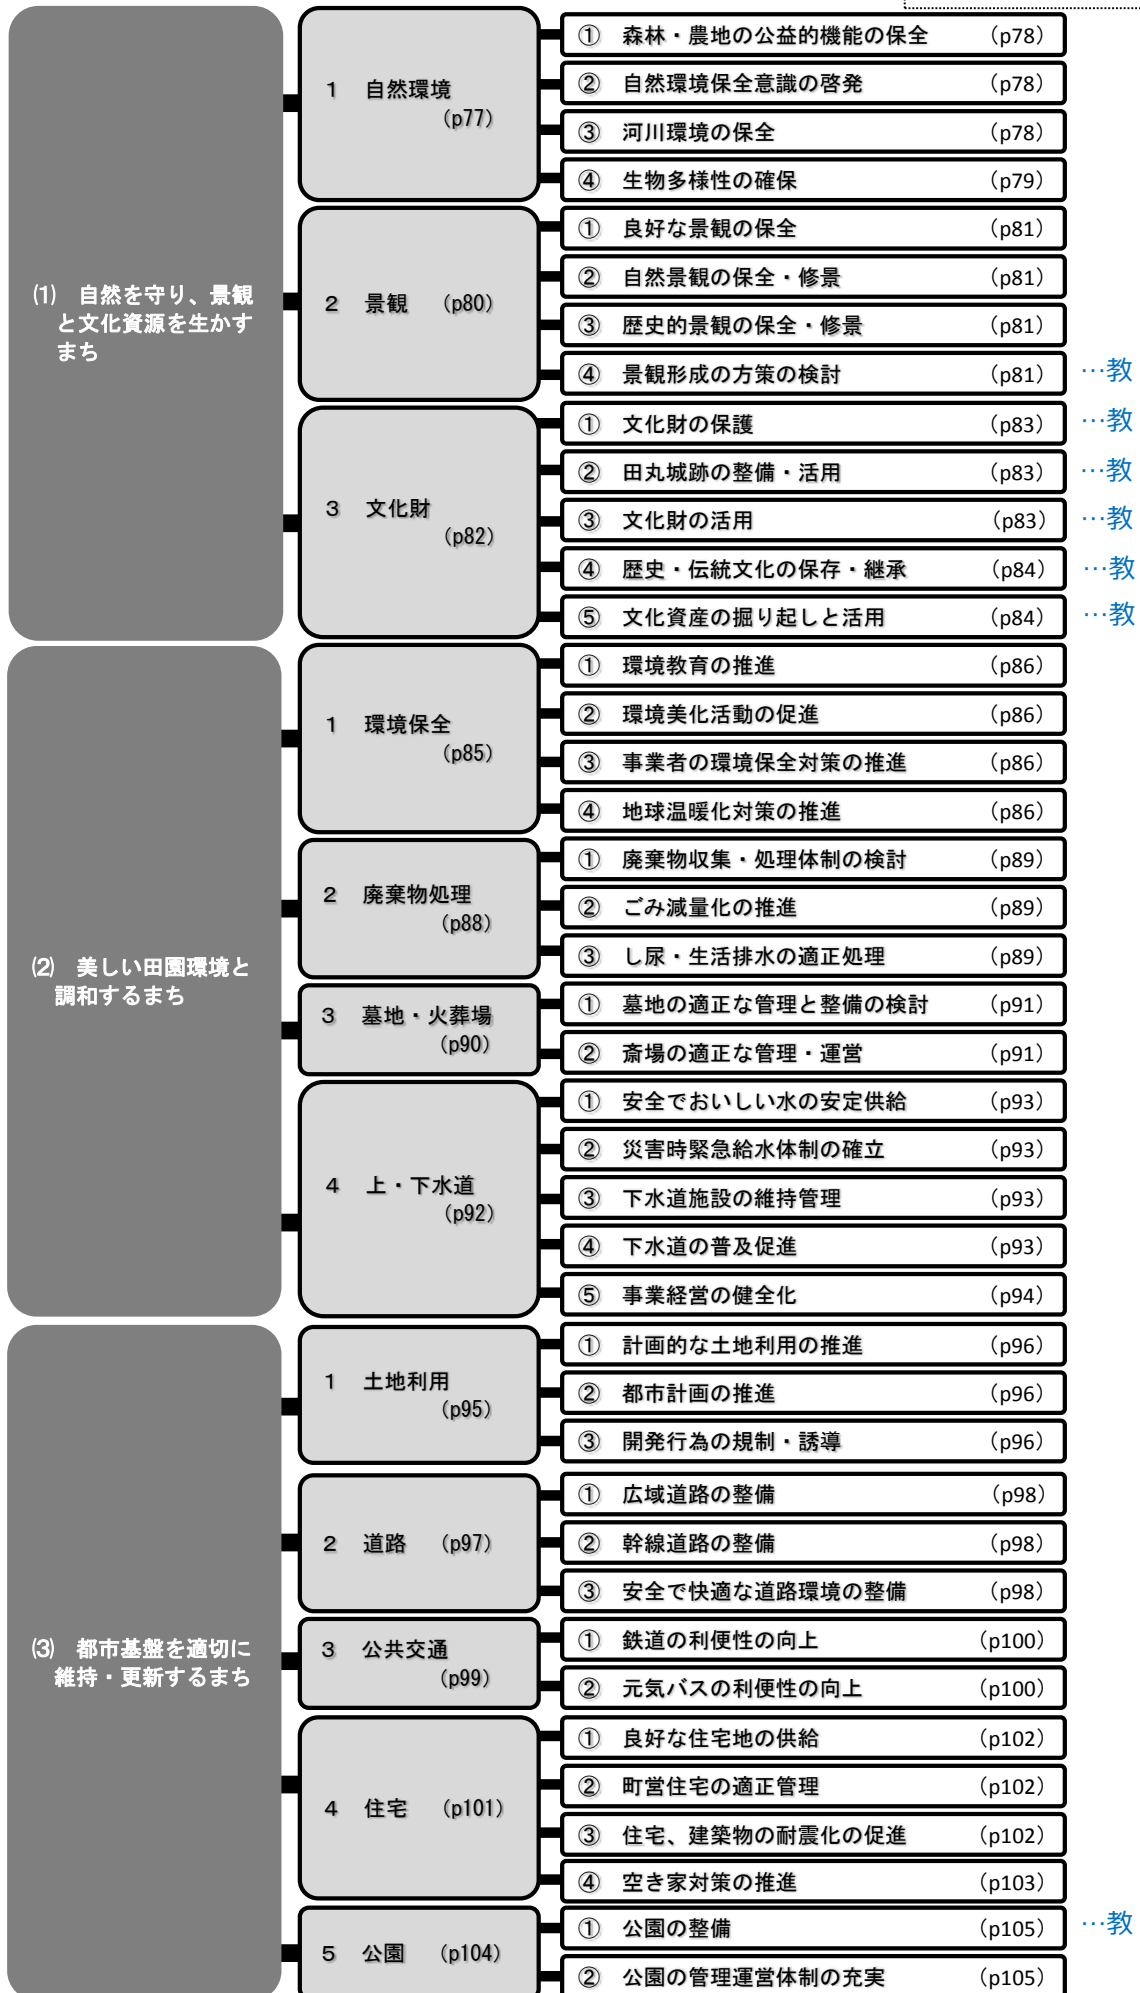 ⑴　自然を守り、景観
と文化資源を生かす
まち
1　自然環境
（p77）
①　森林・農地の公益的機能の保全　（p78）
②　自然環境保全意識の啓発　（p78）
③　河川環境の保全　（p78）
④　生物多様性の確保　（p79）
2　景観　（p80）
①　良好な景観の保全　（p81）
②　自然景観の保全・修景　（p81）
③　歴史的景観の保全・修景　（p81）
④　景観形成の方策の検討　（p81）　…教
3　文化財
（p82）
①　文化財の保護　（p83）　…教
②　田丸城跡の整備・活用　（p83）　…教
③　文化財の活用　（p83）　…教
④　歴史・伝統文化の保存・継承　（p84）　…教
⑤　文化資産の掘り起しと活用　（p84）　…教
⑵　美しい田園環境と
調和するまち
1　環境保全
（p85）
①　環境教育の推進　（p86）
②　環境美化活動の促進　（p86）
③　事業者の環境保全対策の推進　（p86）
④　地球温暖化対策の推進　（p86）
2　廃棄物処理
（p88）
①　廃棄物収集・処理体制の検討　（p89）
②　ごみ減量化の推進　（p89）
③　し尿・生活排水の適正処理　（p89）
3　墓地・火葬場
（p90）
①　墓地の適正な管理と整備の検討　（p91）
②　斎場の適正な管理・運営　（p91）
4　上・下水道
（p92）
①　安全でおいしい水の安定供給　（p93）
②　災害時緊急給水体制の確立　（p93）
③　下水道施設の維持管理　（p93）
④　下水道の普及促進　（p93）
⑤　事業経営の健全化　（p94）
⑶　都市基盤を適切に
維持・更新するまち
1　土地利用
（p95）
①　計画的な土地利用の推進　（p96）
②　都市計画の推進　（p96）
③　開発行為の規制・誘導　（p96）
2　道路　（p97）
①　広域道路の整備　（p98）
②　幹線道路の整備　（p98）
③　安全で快適な道路環境の整備　（p98）
3　公共交通
（p99）
①　鉄道の利便性の向上　（p100）
②　元気バスの利便性の向上　（p100）
4　住宅　（p101）
①　良好な住宅地の供給　（p102）
②　町営住宅の適正管理　（p102）
③　住宅、建築物の耐震化の促進　（p102）
④　空き家対策の推進　（p103）
5　公園　（p104）
①　公園の整備　（p105）　…教
②　公園の管理運営体制の充実　（p105）